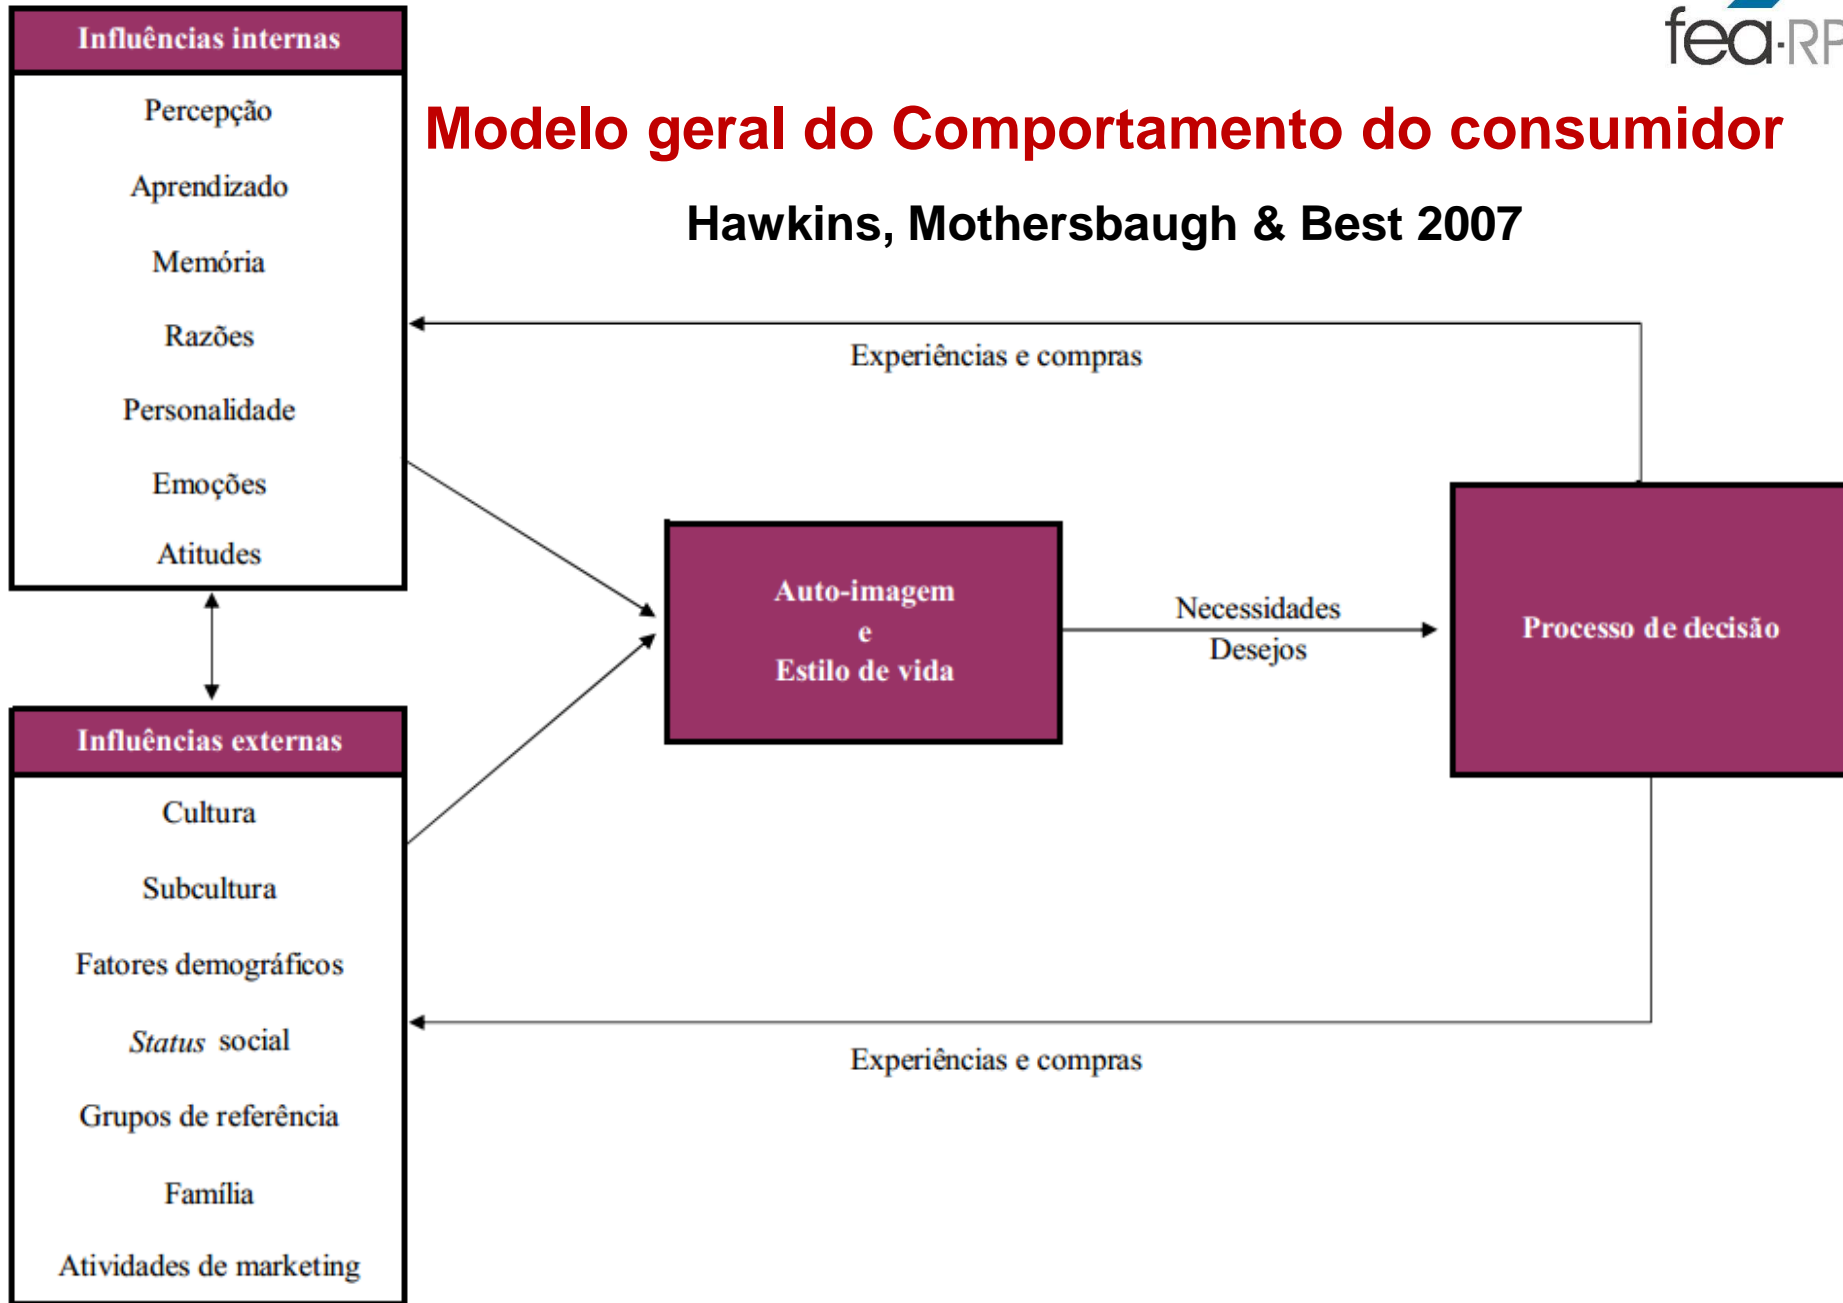 fea-RP
Modelo geral do Comportamento do consumidor
Hawkins, Mothersbaugh & Best 2007
Influências internas
Percepção
Aprendizado
Memória
Razões
Personalidade
Emoções
Atitudes
Experiências e compras
Auto-imagem
e
Estilo de vida
Necessidades
Desejos
Processo de decisão
Influências externas
Cultura
Subcultura
Fatores demográficos
Status social
Grupos de referência
Família
Atividades de marketing
Experiências e compras